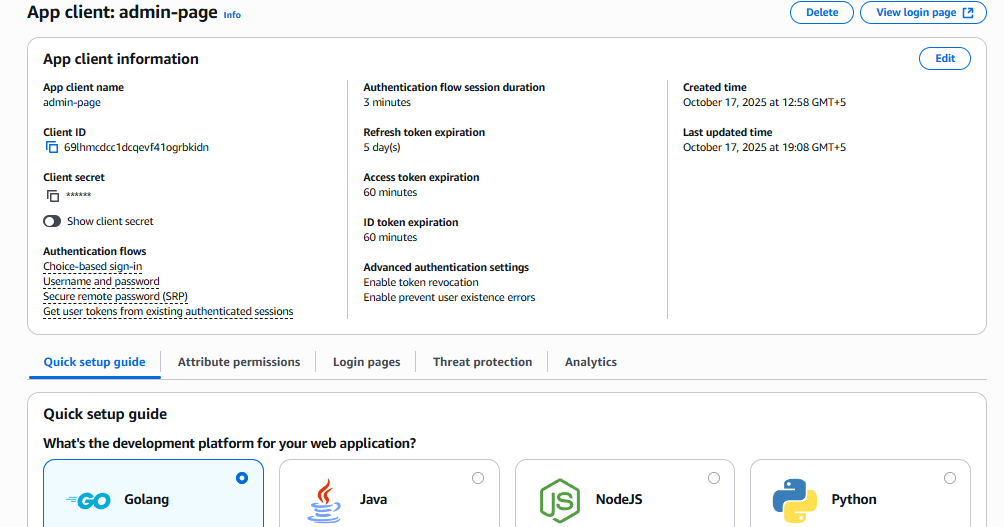 App client: admin-page Info
Delete
View login page
App client information
Edit
App client name
admin-page
Client ID
69lhmcdcc1dcqevf41ogrbkidn
Client secret
******
Show client secret
Authentication flows
Choice-based sign-in
Username and password
Secure remote password (SRP)
Get user tokens from existing authenticated sessions
Authentication flow session duration
3 minutes
Refresh token expiration
5 day(s)
Access token expiration
60 minutes
ID token expiration
60 minutes
Advanced authentication settings
Enable token revocation
Enable prevent user existence errors
Created time
October 17, 2025 at 12:58 GMT+5
Last updated time
October 17, 2025 at 19:08 GMT+5
Quick setup guide
Attribute permissions
Login pages
Threat protection
Analytics
Quick setup guide
What's the development platform for your web application?
GO
Golang
Java
JS
NodeJS
Python